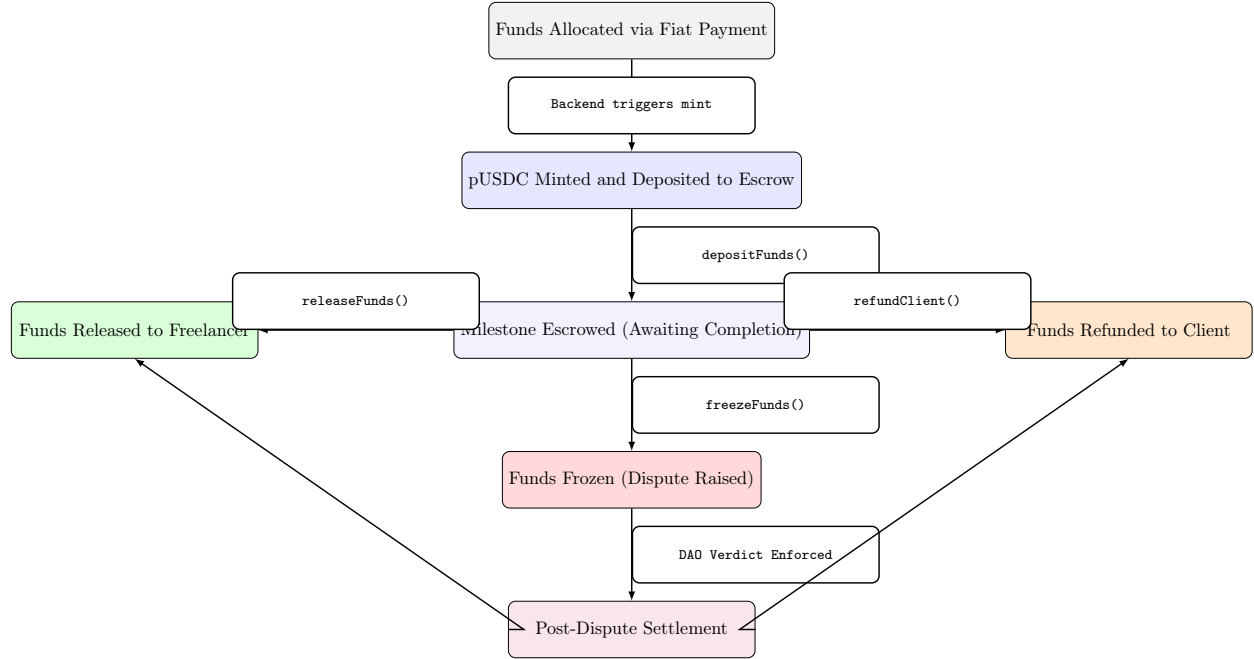 Funds Allocated via Fiat Payment
Backend triggers mint
pUSDC Minted and Deposited to Escrow
depositFunds()
releaseFunds()
refundClient()
Funds Released to Freelancer
Milestone Escrowed (Awaiting Completion)
Funds Refunded to Client
freezeFunds()
Funds Frozen (Dispute Raised)
DAO Verdict Enforced
Post-Dispute Settlement